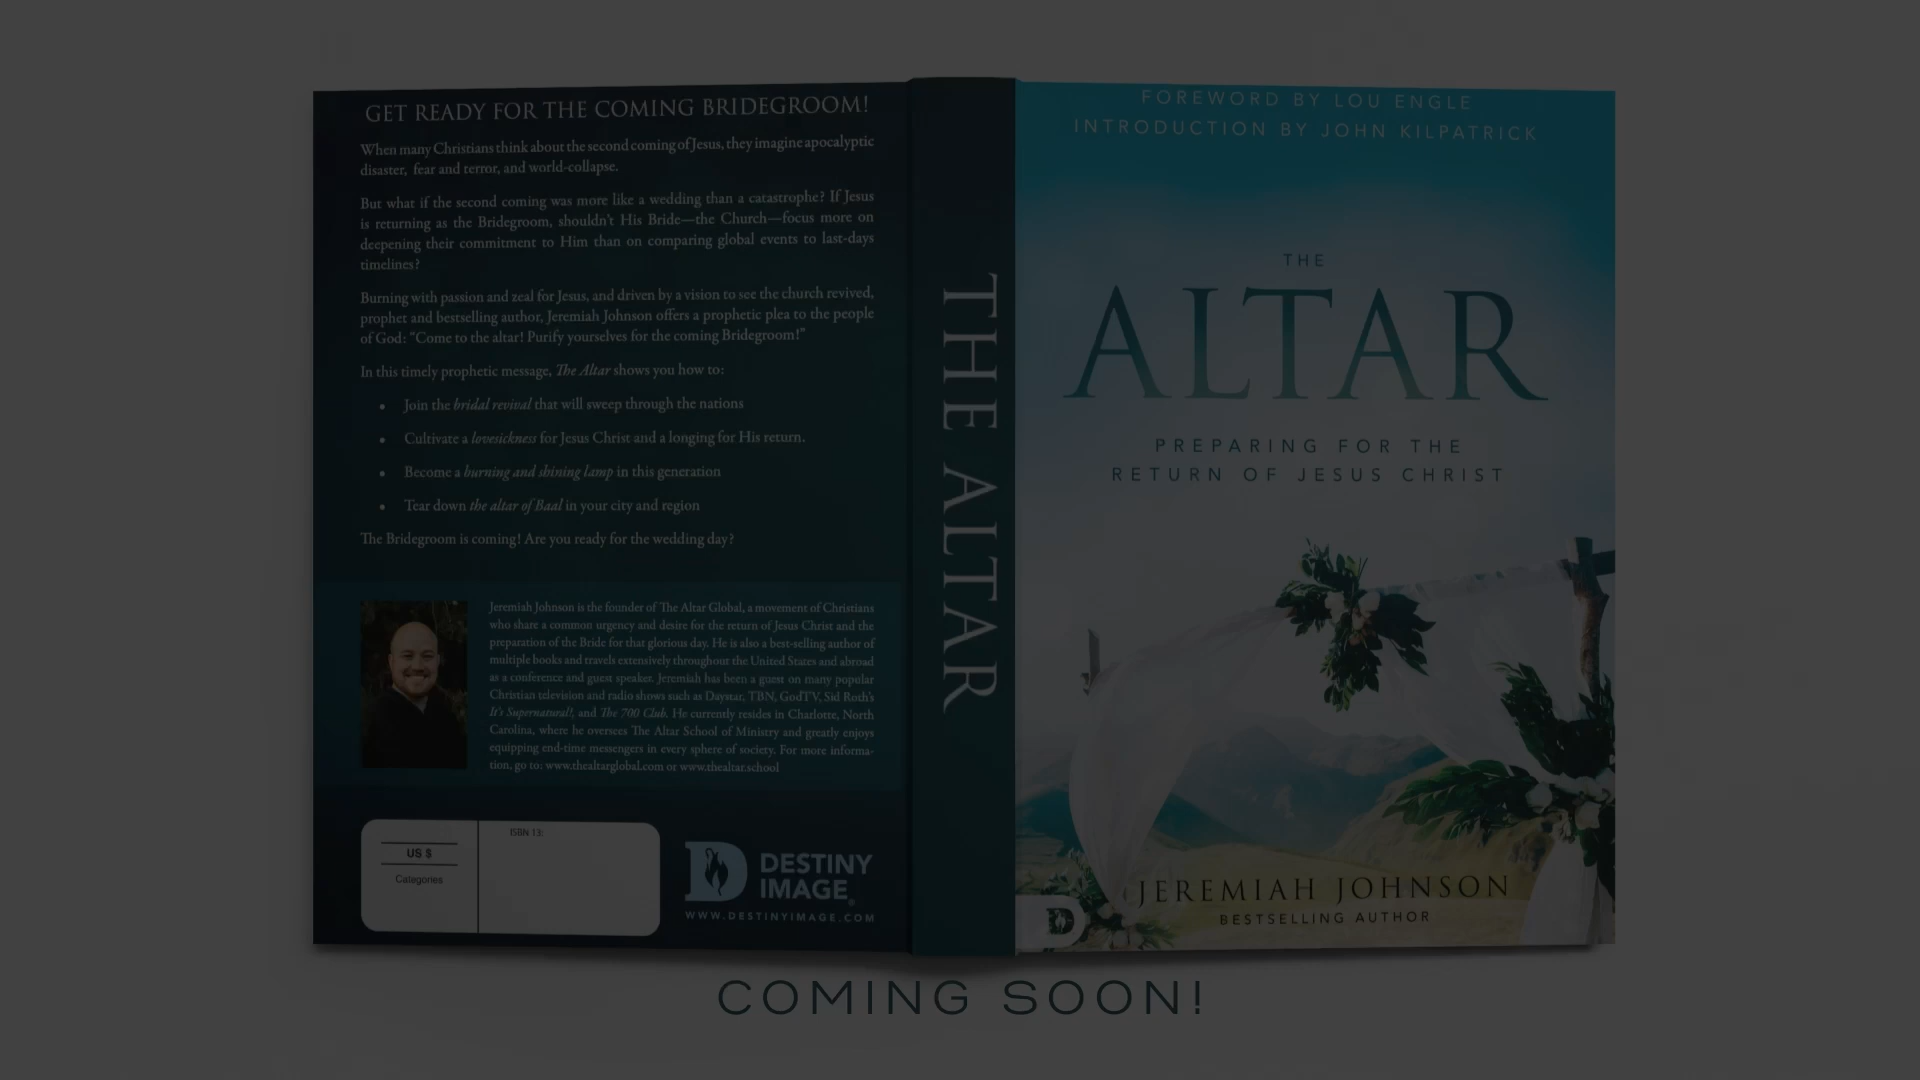 GET READY FOR THE COMING BRIDEGROOM!
When many Christians think about the second coming of Jesus, they imagine apocalyptic
disaster, fear and terror, and world-collapse.
But what if the second coming was more like a wedding than a catastrophe? If Jesus
is returning as the Bridegroom, shouldn't His Bride—the Church—focus more on
deepening their commitment to Him than on comparing global events to last-days
timelines?
Burning with passion and zeal for Jesus, and driven by a vision to see the church revived,
prophet and bestselling author, Jeremiah Johnson offers a prophetic plea to the people
of God: "Come to the altar! Purify yourselves for the coming Bridegroom!"
In this timely prophetic message, The Altar shows you how to:
• Join the bridal revival that will sweep through the nations
• Cultivate a lovesickness for Jesus Christ and a longing for His return.
• Become a burning and shining lamp in this generation
• Tear down the altar of Baal in your city and region
The Bridegroom is coming! Are you ready for the wedding day?
Jeremiah Johnson is the founder of The Altar Global, a movement of Christians
who share a common urgency and desire for the return of Jesus Christ and the
preparation of the Bride for that glorious day. He is also a best-selling author of
multiple books and travels extensively throughout the United States and abroad
as a conference and guest speaker. Jeremiah has been a guest on many popular
Christian television and radio shows such as Daystar, TBN, GodTV, Sid Roth's
It's Supernatural!, and The 700 Club. He currently resides in Charlotte, North
Carolina, where he oversees The Altar School of Ministry and greatly enjoys
equipping end-time messengers in every sphere of society. For more informa-
tion, go to: www.thealtarglobal.com or www.thealtar.school
US $
Categories
ISBN 13:
D
DESTINY
IMAGE®
WWW.DESTINYIMAGE.COM
THE ALTAR
FOREWORD BY LOU ENGLE
INTRODUCTION BY JOHN KILPATRICK
THE
ALTAR
PREPARING FOR THE
RETURN OF JESUS CHRIST
JEREMIAH JOHNSON
BESTSELLING AUTHOR
D
COMING SOON!